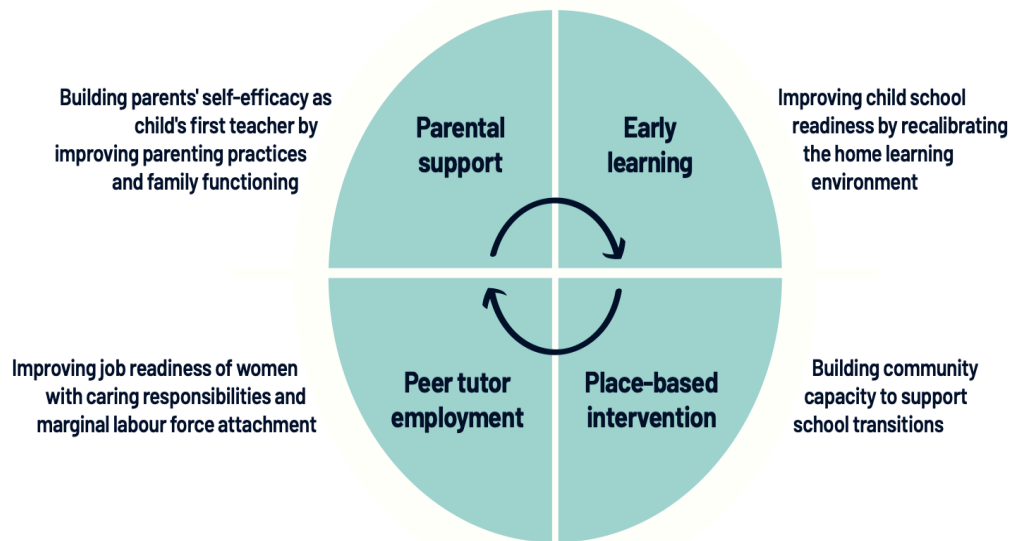 Building parents' self-efficacy as
child's first teacher by
improving parenting practices
and family functioning
Parental
support
Early
learning
Improving child school
readiness by recalibrating
the home learning
environment
Improving job readiness of women
with caring responsibilities and
marginal labour force attachment
Peer tutor
employment
Place-based
intervention
Building community
capacity to support
school transitions